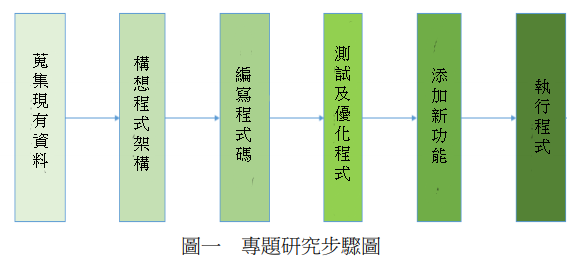 蒐集現有資料
構想程式架構
編寫程式碼
測試及優化程式
添加新功能
執行程式
圖一　專題研究步驟圖